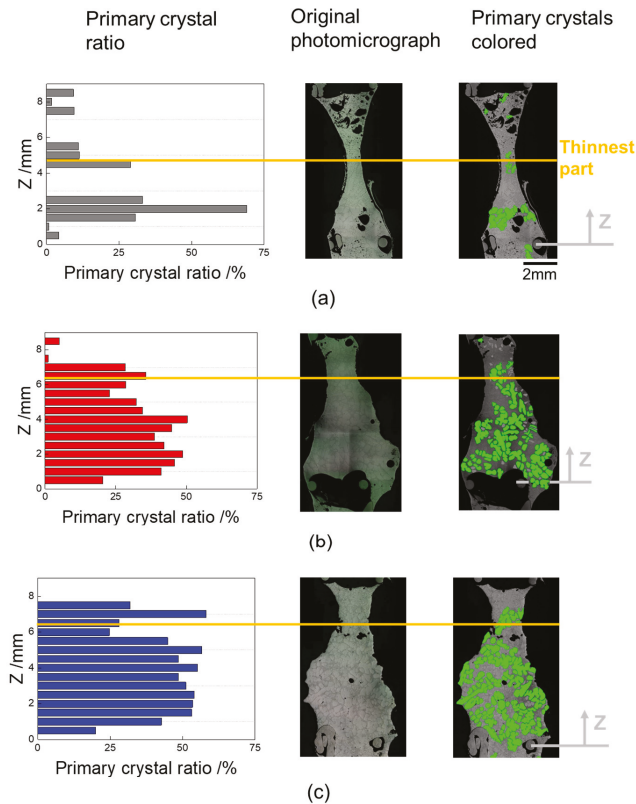 Primary crystal
ratio
Original
photomicrograph
Primary crystals
colored
Z /mm
8
6
4
2
0
0 25 50 75
Primary crystal ratio /%
Thinnest
part
Z
2mm
(a)
Z /mm
8
6
4
2
0
0 25 50 75
Primary crystal ratio /%
Z
(b)
Z /mm
8
6
4
2
0
0 25 50 75
Primary crystal ratio /%
Z
(c)